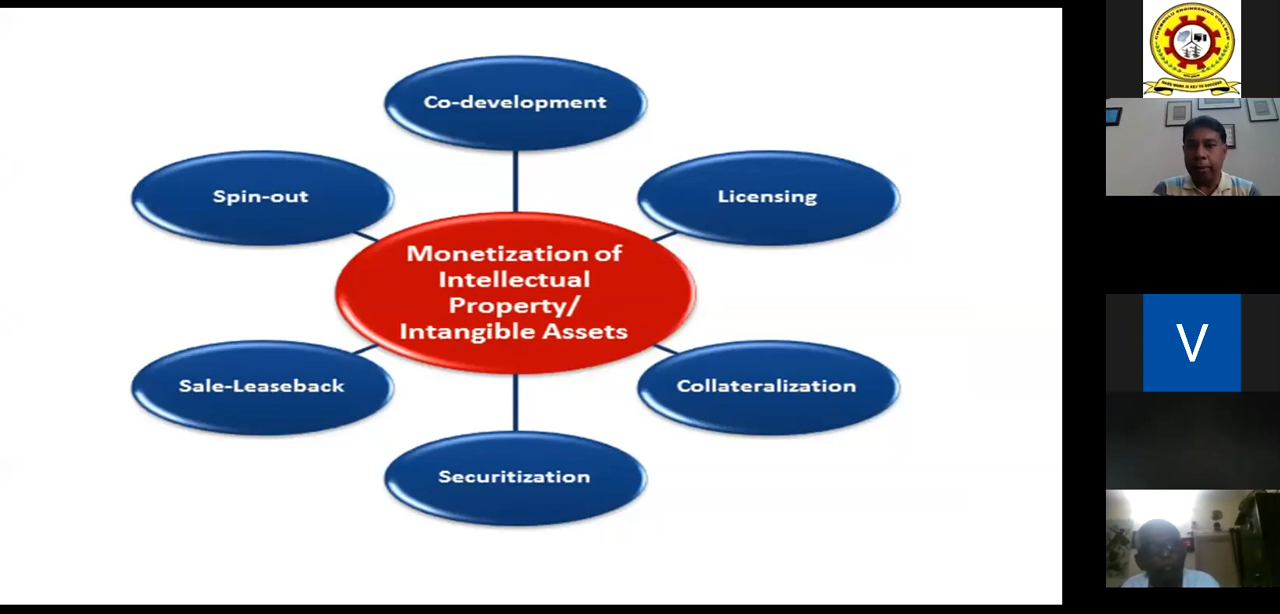 Co-development
Spin-out
Licensing
Monetization of
Intellectual
Property/
Intangible Assets
Sale-Leaseback
Collateralization
Securitization
V